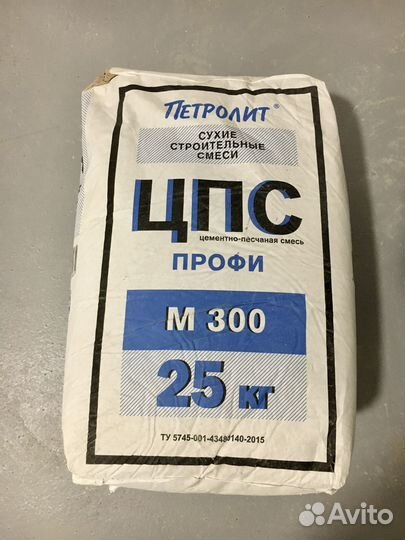 ПЕТРОЛИТ®
СУХИЕ
СТРОИТЕЛЬНЫЕ
СМЕСИ
ЦПС
цементно-песчаная смесь
ПРОФИ
М 300
25 кг
Avito